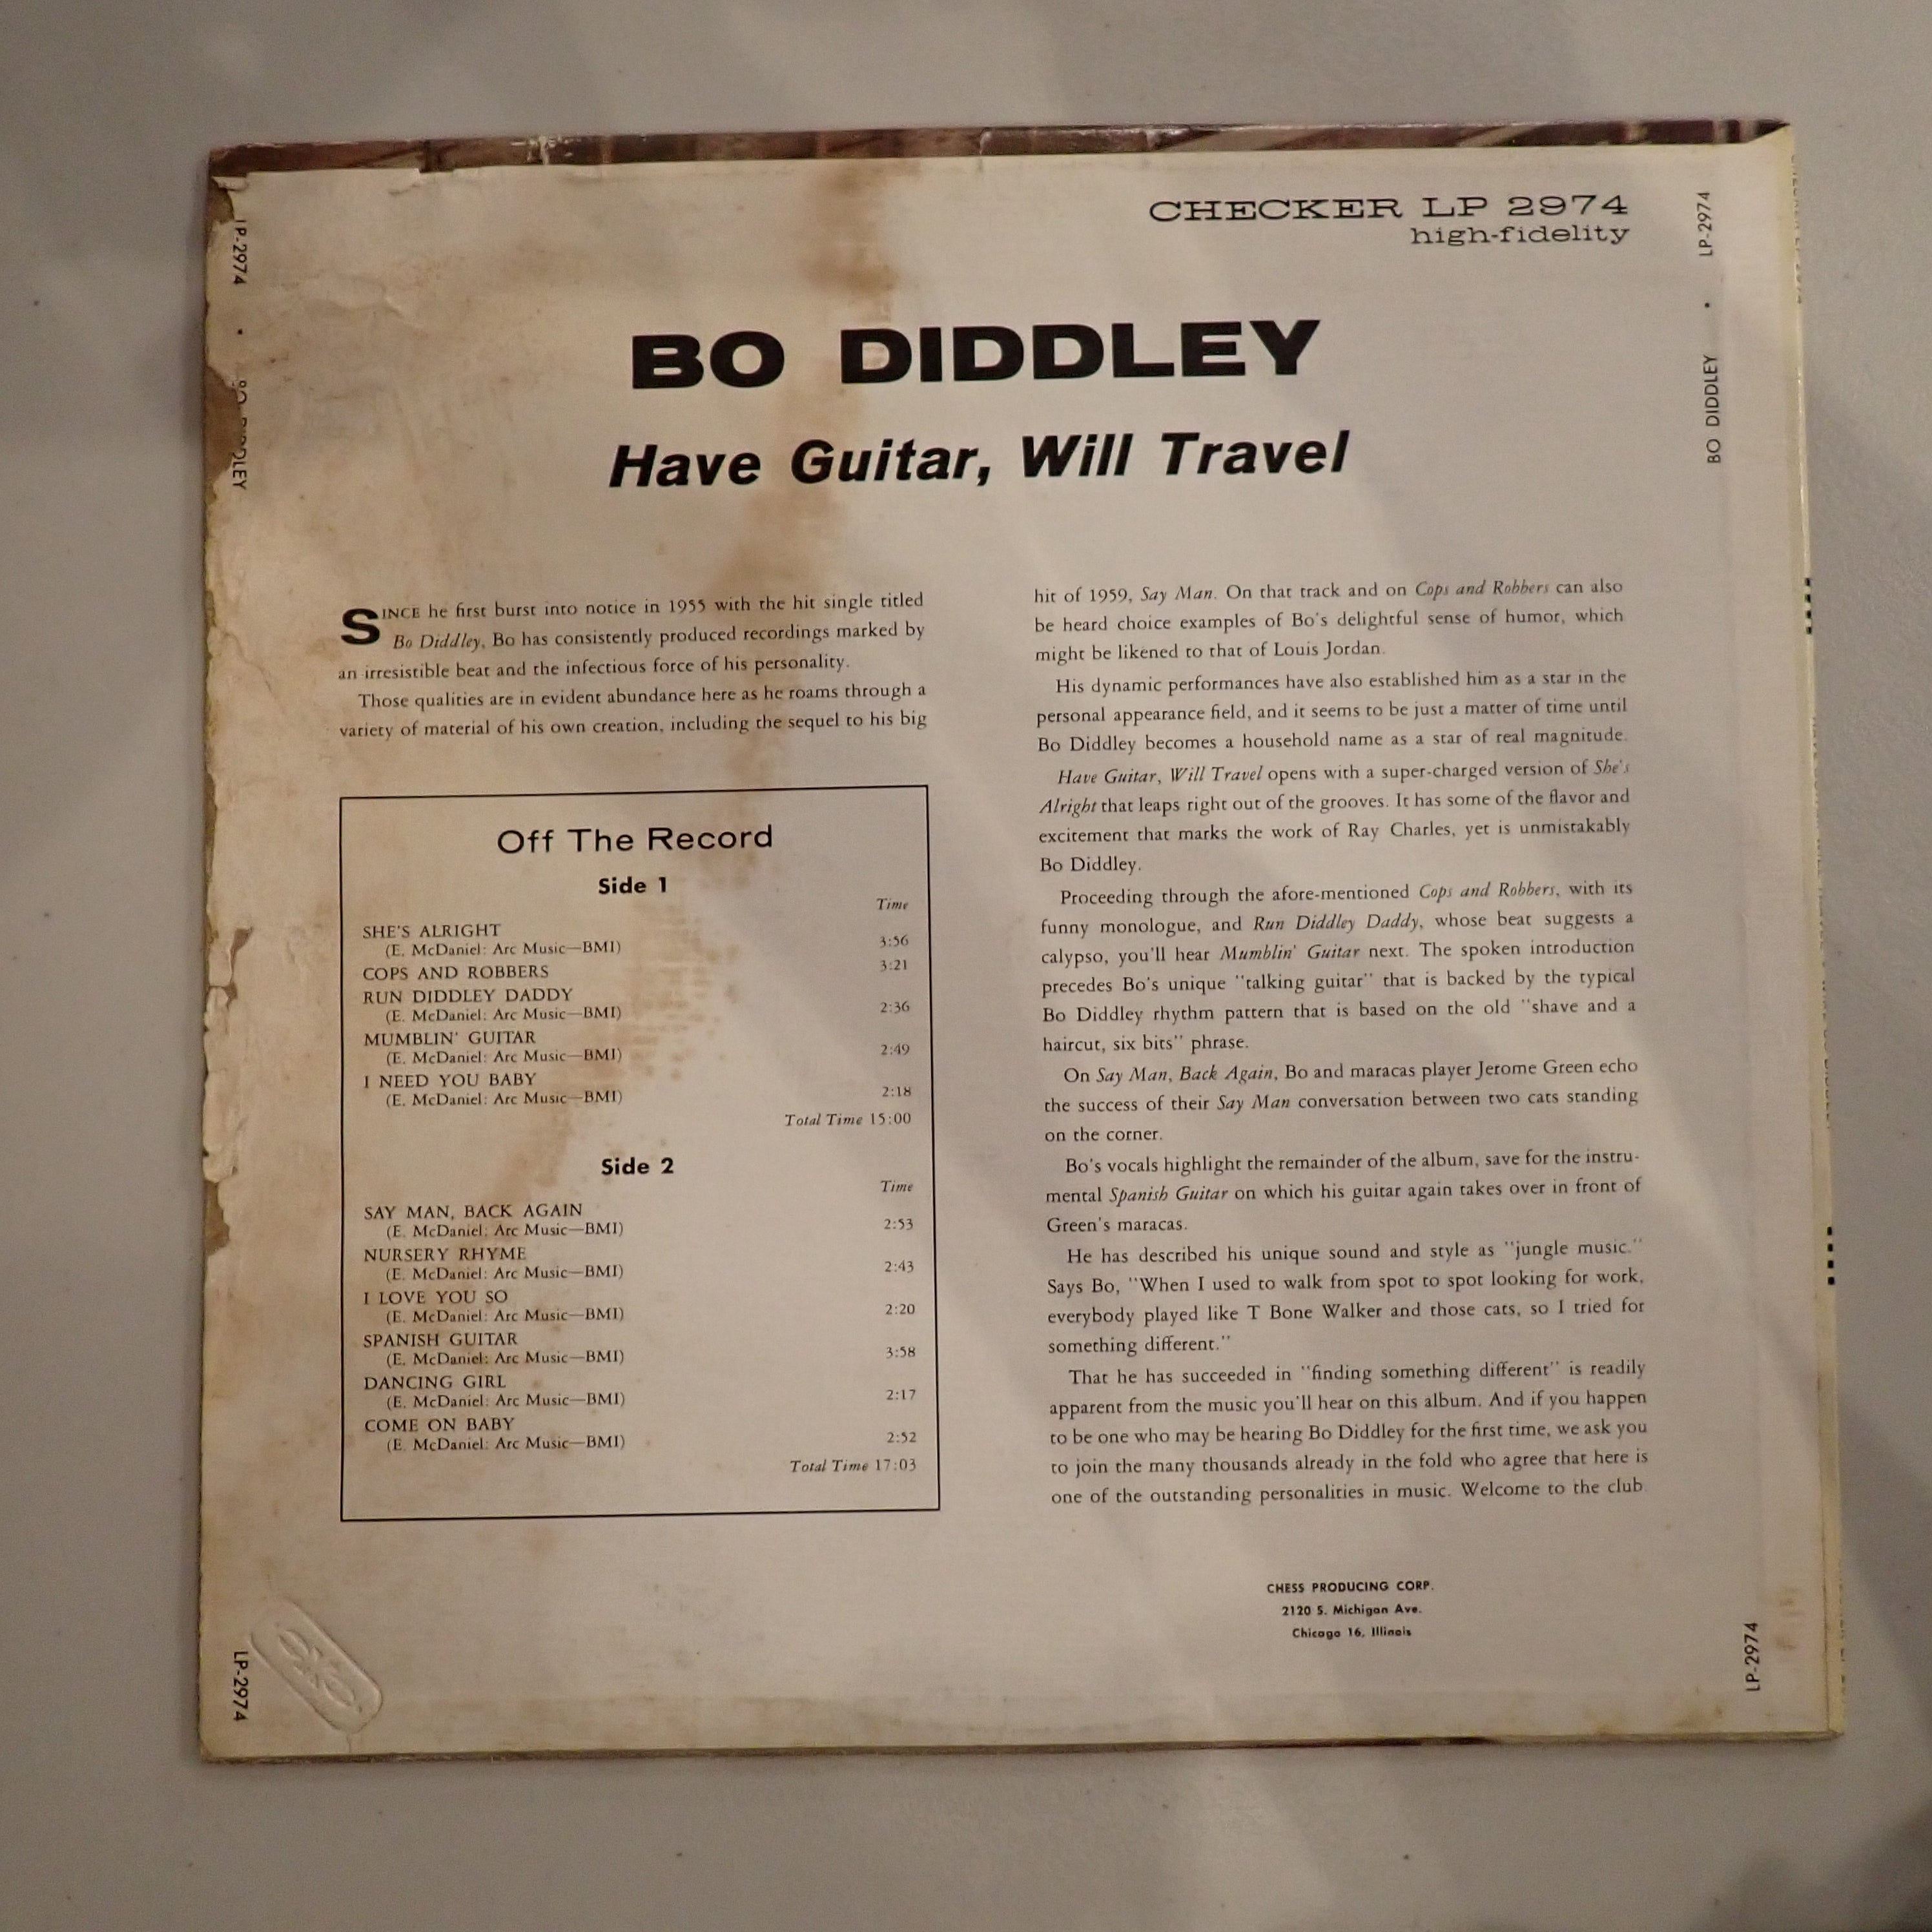 CHECKER LP 2974
high-fidelity
LP-2974 • BO DIDDLEY
LP-2974 • BO DIDDLEY
BO DIDDLEY
Have Guitar, Will Travel
SINCE he first burst into notice in 1955 with the hit single titled
Bo Diddley, Bo has consistently produced recordings marked by
an irresistible beat and the infectious force of his personality.
Those qualities are in evident abundance here as he roams through a
variety of material of his own creation, including the sequel to his big
Off The Record
Side 1
Time
SHE'S ALRIGHT
(E. McDaniel: Arc Music—BMI) 3:56
COPS AND ROBBERS 3:21
RUN DIDDLEY DADDY
(E. McDaniel: Arc Music—BMI) 2:36
MUMBLIN' GUITAR
(E. McDaniel: Arc Music—BMI) 2:49
I NEED YOU BABY
(E. McDaniel: Arc Music—BMI) 2:18
Total Time 15:00
Side 2
Time
SAY MAN, BACK AGAIN
(E. McDaniel: Arc Music—BMI) 2:53
NURSERY RHYME
(E. McDaniel: Arc Music—BMI) 2:43
I LOVE YOU SO
(E. McDaniel: Arc Music—BMI) 2:20
SPANISH GUITAR
(E. McDaniel: Arc Music—BMI) 3:58
DANCING GIRL
(E. McDaniel: Arc Music—BMI) 2:17
COME ON BABY
(E. McDaniel: Arc Music—BMI) 2:52
Total Time 17:03
hit of 1959, Say Man. On that track and on Cops and Robbers can also
be heard choice examples of Bo's delightful sense of humor, which
might be likened to that of Louis Jordan.
His dynamic performances have also established him as a star in the
personal appearance field, and it seems to be just a matter of time until
Bo Diddley becomes a household name as a star of real magnitude.
Have Guitar, Will Travel opens with a super-charged version of She's
Alright that leaps right out of the grooves. It has some of the flavor and
excitement that marks the work of Ray Charles, yet is unmistakably
Bo Diddley.
Proceeding through the afore-mentioned Cops and Robbers, with its
funny monologue, and Run Diddley Daddy, whose beat suggests a
calypso, you'll hear Mumblin' Guitar next. The spoken introduction
precedes Bo's unique "talking guitar" that is backed by the typical
Bo Diddley rhythm pattern that is based on the old "shave and a
haircut, six bits" phrase.
On Say Man, Back Again, Bo and maracas player Jerome Green echo
the success of their Say Man conversation between two cats standing
on the corner.
Bo's vocals highlight the remainder of the album, save for the instru-
mental Spanish Guitar on which his guitar again takes over in front of
Green's maracas.
He has described his unique sound and style as "jungle music."
Says Bo, "When I used to walk from spot to spot looking for work,
everybody played like T Bone Walker and those cats, so I tried for
something different."
That he has succeeded in "finding something different" is readily
apparent from the music you'll hear on this album. And if you happen
to be one who may be hearing Bo Diddley for the first time, we ask you
to join the many thousands already in the fold who agree that here is
one of the outstanding personalities in music. Welcome to the club
CHESS PRODUCING CORP.
2120 S. Michigan Ave.
Chicago 16, Illinois
LP-2974
LP-2974